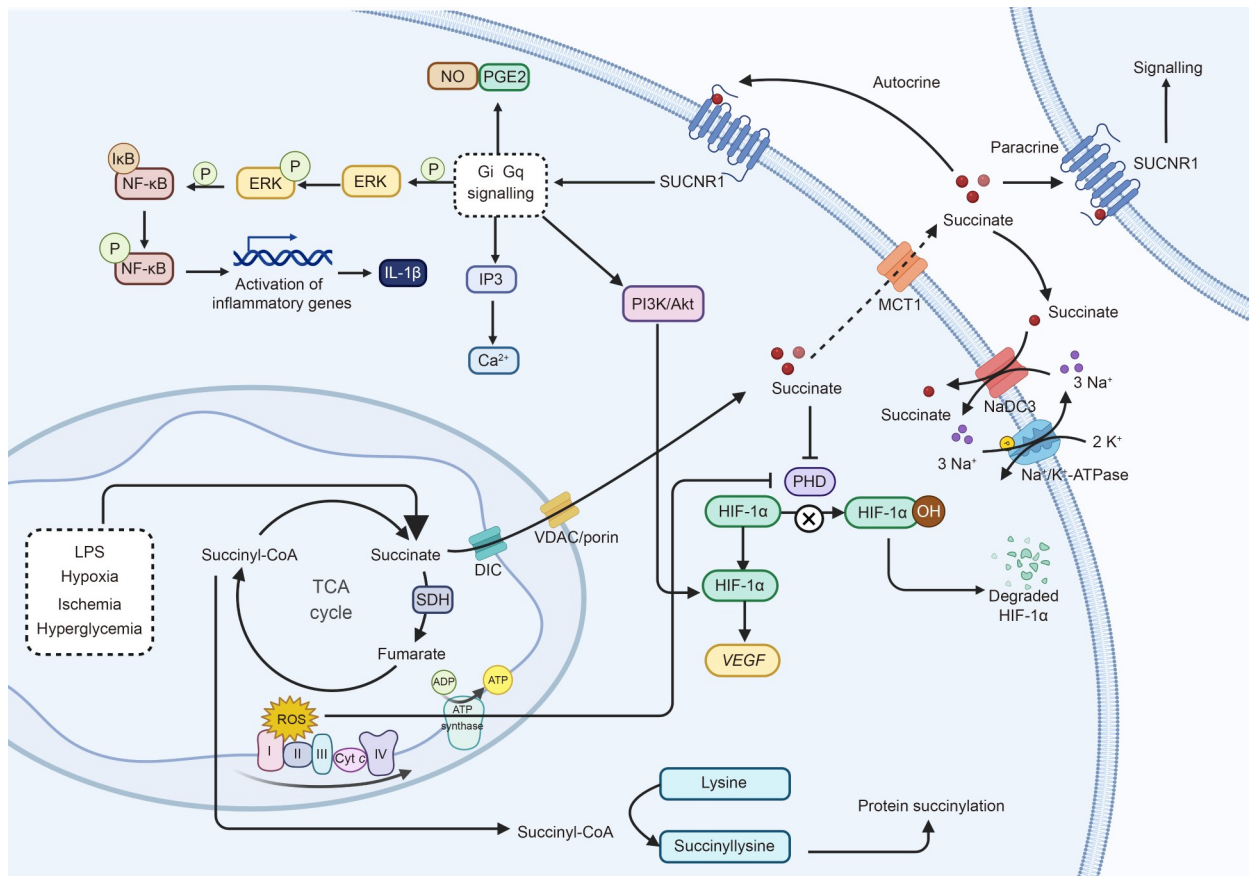 NO
PGE2
Autocrine
Signalling
Paracrine
SUCNR1
IκB
NF-κB
P
ERK
P
ERK
P
Gi Gq
signalling
SUCNR1
Succinate
P
NF-κB
Activation of
inflammatory genes
IL-1β
IP3
PI3K/Akt
MCT1
Ca²⁺
Succinate
Succinate
NaDC3
3 Na⁺
Succinate
3 Na⁺
P
2 K⁺
Na⁺/K⁺-ATPase
PHD
HIF-1α
X
HIF-1α
OH
VDAC/porin
DIC
LPS
Hypoxia
Ischemia
Hyperglycemia
Succinyl-CoA
Succinate
TCA
cycle
SDH
Fumarate
HIF-1α
Degraded
HIF-1α
VEGF
ADP
ATP
ATP
synthase
ROS
I
II
III
Cyt c
IV
Lysine
Succinyl-CoA
Succinyllysine
Protein succinylation